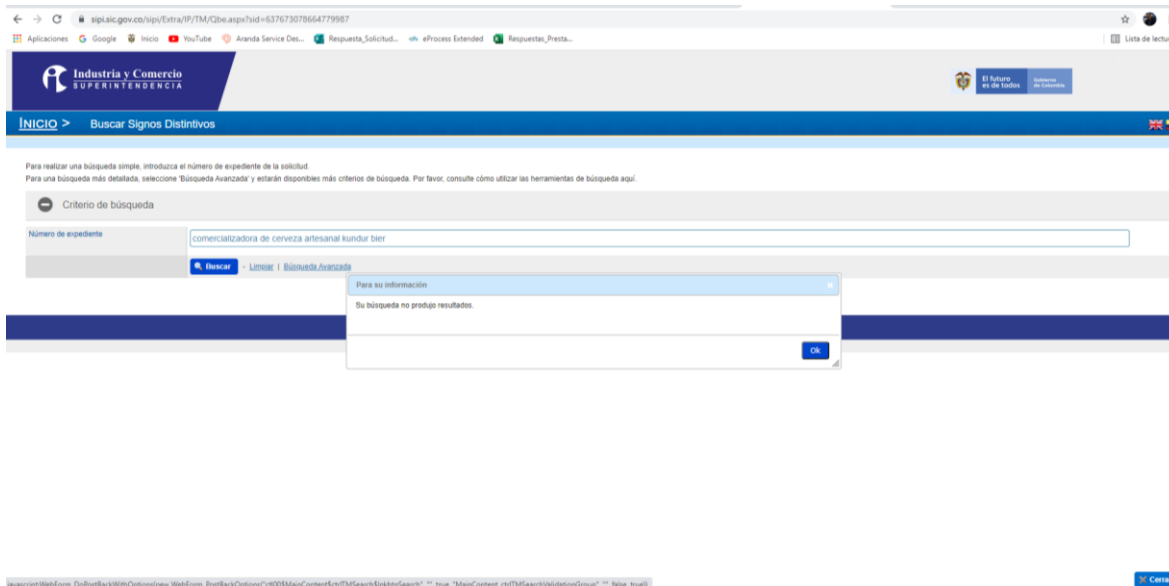 sipi.sic.gov.co/sipi/Extra/IP/TM/Qbe.aspx?sid=637673078664779987
Aplicaciones Google Inicio YouTube Aranda Service Des... Respuesta_Solicitud... eProcess Extended Respuestas_Presta... Lista de lectu
Industria y Comercio
SUPERINTENDENCIA
El futuro es de todos
Gobierno de Colombia
INICIO > Buscar Signos Distintivos
Para realizar una búsqueda simple, introduzca el número de expediente de la solicitud.
Para una búsqueda más detallada, seleccione 'Búsqueda Avanzada' y estarán disponibles más criterios de búsqueda. Por favor, consulte cómo utilizar las herramientas de búsqueda aquí.
Criterio de búsqueda
Número de expediente comercializadora de cerveza artesanal kundur bier
Buscar - Limpiar | Búsqueda Avanzada
Para su información
Su búsqueda no produjo resultados.
Ok
Cerra